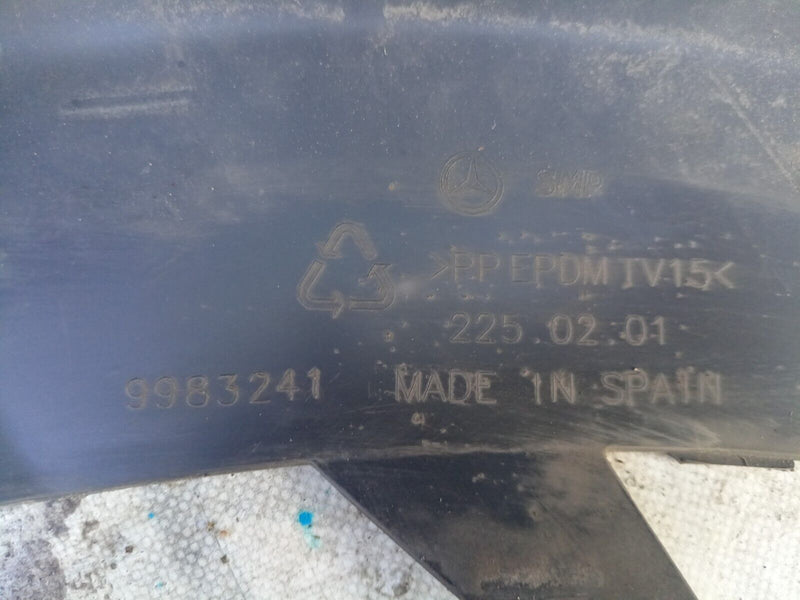 SMP
>PP EPDM TV15<
225 02 01
9983241 MADE IN SPAIN